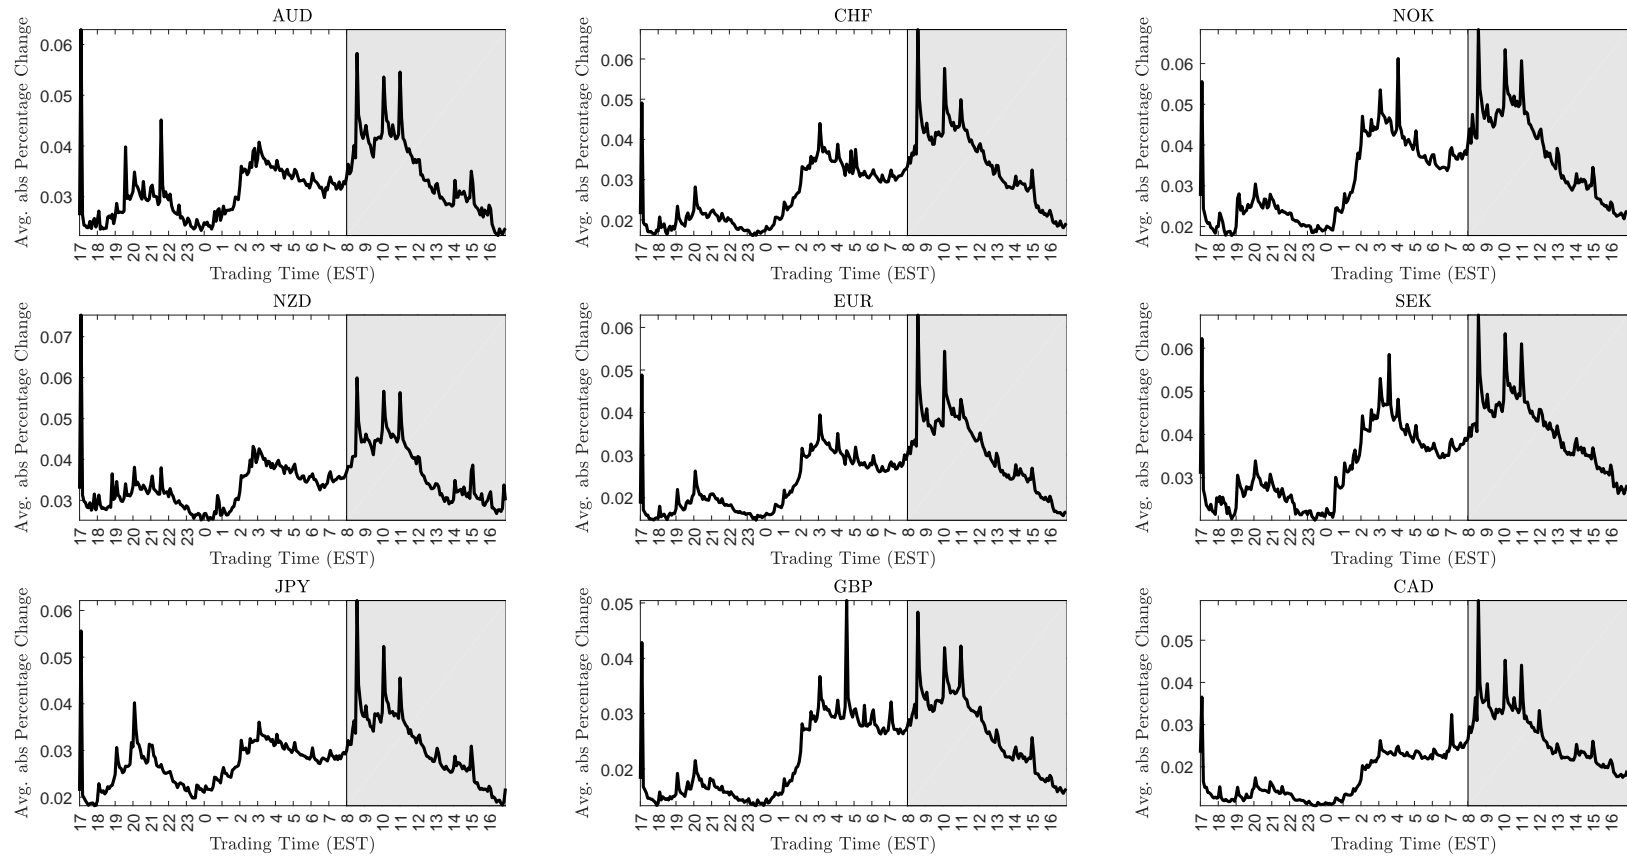 AUD
Avg. abs Percentage Change
0.06
0.05
0.04
0.03
17 18 19 20 21 22 23 0 1 2 3 4 5 6 7 8 9 10 11 12 13 14 15 16
Trading Time (EST)
CHF
Avg. abs Percentage Change
0.06
0.05
0.04
0.03
0.02
17 18 19 20 21 22 23 0 1 2 3 4 5 6 7 8 9 10 11 12 13 14 15 16
Trading Time (EST)
NOK
Avg. abs Percentage Change
0.06
0.05
0.04
0.03
0.02
17 18 19 20 21 22 23 0 1 2 3 4 5 6 7 8 9 10 11 12 13 14 15 16
Trading Time (EST)
NZD
Avg. abs Percentage Change
0.07
0.06
0.05
0.04
0.03
17 18 19 20 21 22 23 0 1 2 3 4 5 6 7 8 9 10 11 12 13 14 15 16
Trading Time (EST)
EUR
Avg. abs Percentage Change
0.06
0.05
0.04
0.03
0.02
17 18 19 20 21 22 23 0 1 2 3 4 5 6 7 8 9 10 11 12 13 14 15 16
Trading Time (EST)
SEK
Avg. abs Percentage Change
0.06
0.05
0.04
0.03
17 18 19 20 21 22 23 0 1 2 3 4 5 6 7 8 9 10 11 12 13 14 15 16
Trading Time (EST)
JPY
Avg. abs Percentage Change
0.06
0.05
0.04
0.03
0.02
17 18 19 20 21 22 23 0 1 2 3 4 5 6 7 8 9 10 11 12 13 14 15 16
Trading Time (EST)
GBP
Avg. abs Percentage Change
0.05
0.04
0.03
0.02
17 18 19 20 21 22 23 0 1 2 3 4 5 6 7 8 9 10 11 12 13 14 15 16
Trading Time (EST)
CAD
Avg. abs Percentage Change
0.05
0.04
0.03
0.02
17 18 19 20 21 22 23 0 1 2 3 4 5 6 7 8 9 10 11 12 13 14 15 16
Trading Time (EST)